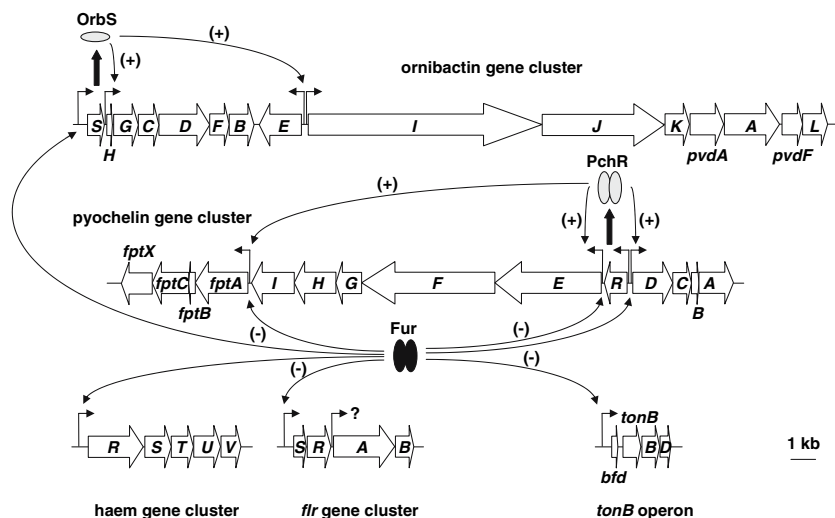 OrbS
(+)
(+)
ornibactin gene cluster
S
H
G
C
D
F
B
E
I
J
K
pvdA
A
pvdF
L
PchR
(+)
(+)
(+)
pyochelin gene cluster
fptX
fptC
fptB
fptA
I
H
G
F
E
R
D
C
B
A
Fur
(-)
(-)
(-)
(-)
(-)
R
S
T
U
V
haem gene cluster
S
R
?
A
B
flr gene cluster
tonB
bfd
B
D
tonB operon
1 kb